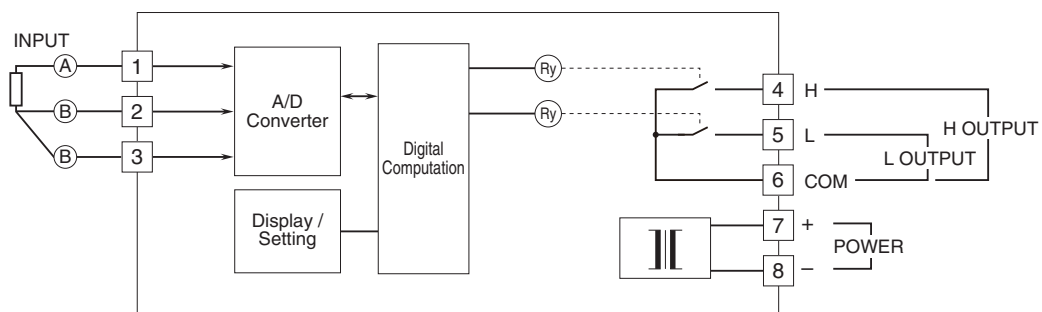 INPUT
A
B
B
1
2
3
A/D
Converter
Display /
Setting
Digital
Computation
Ry
Ry
4 H
5 L
6 COM
H OUTPUT
L OUTPUT
7 +
8 –
POWER